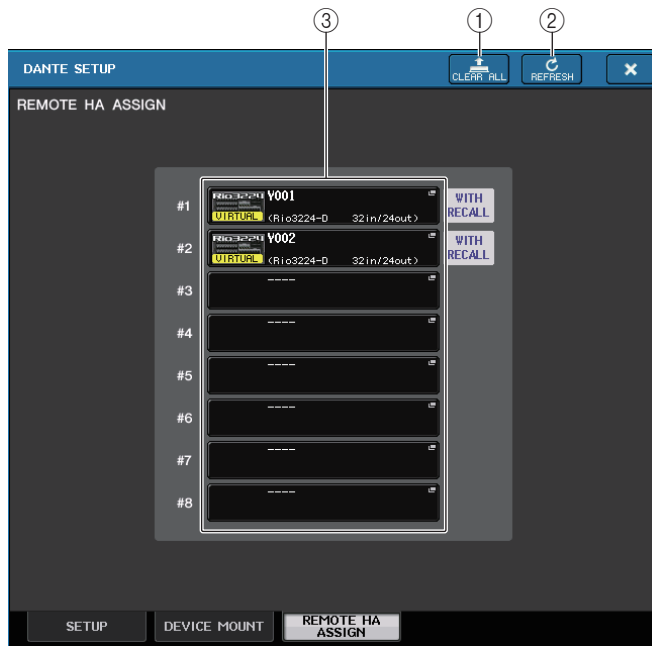 ③ ① ②
DANTE SETUP
CLEAR ALL
REFRESH
REMOTE HA ASSIGN
#1
Rio3224
VIRTUAL
Y001
(Rio3224-D 32in/24out)
WITH
RECALL
#2
Rio3224
VIRTUAL
Y002
(Rio3224-D 32in/24out)
WITH
RECALL
#3 ----
#4 ----
#5 ----
#6 ----
#7 ----
#8 ----
SETUP
DEVICE MOUNT
REMOTE HA
ASSIGN